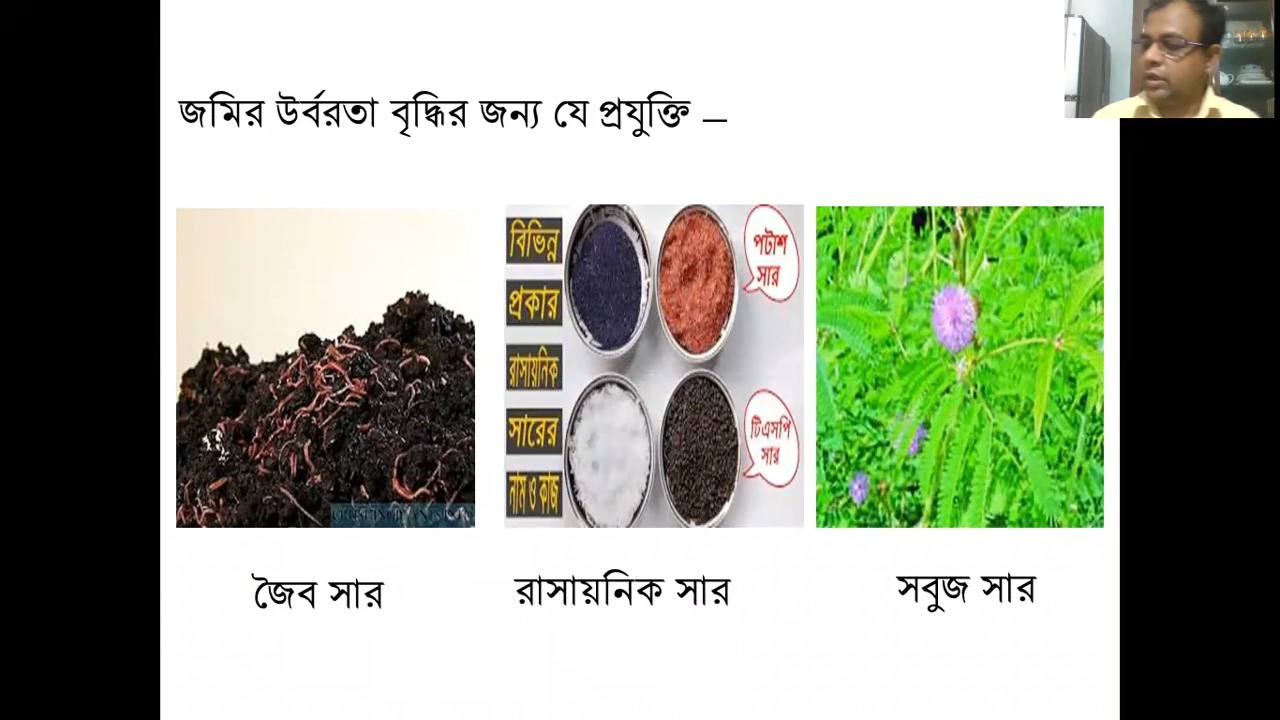 জমির উর্বরতা বৃদ্ধির জন্য যে প্রযুক্তি –
বিভিন্ন
প্রকার
রাসায়নিক
সারের
নাম ও কাজ
পটাশ
সার
টিএসপি
সার
জৈব সার
রাসায়নিক সার
সবুজ সার